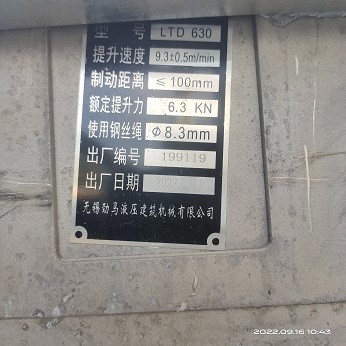 型 号 LTD 630
提升速度 9.3±0.5m/min
制动距离 ≤100mm
额定提升力 6.3 KN
使用钢丝绳 Φ8.3mm
出厂编号 199119
出厂日期 2022
无锡劲马液压建筑机械有限公司
2022.09.16 10:43